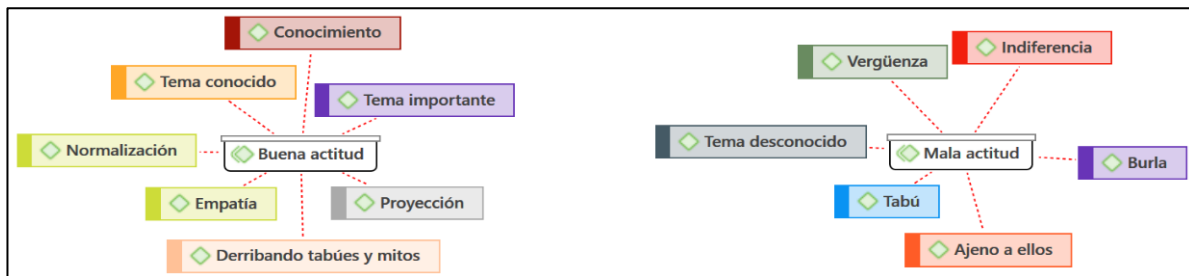 Conocimiento
Tema conocido
Tema importante
Normalización
Buena actitud
Empatía
Proyección
Derribando tabúes y mitos
Indiferencia
Vergüenza
Tema desconocido
Mala actitud
Burla
Tabú
Ajeno a ellos